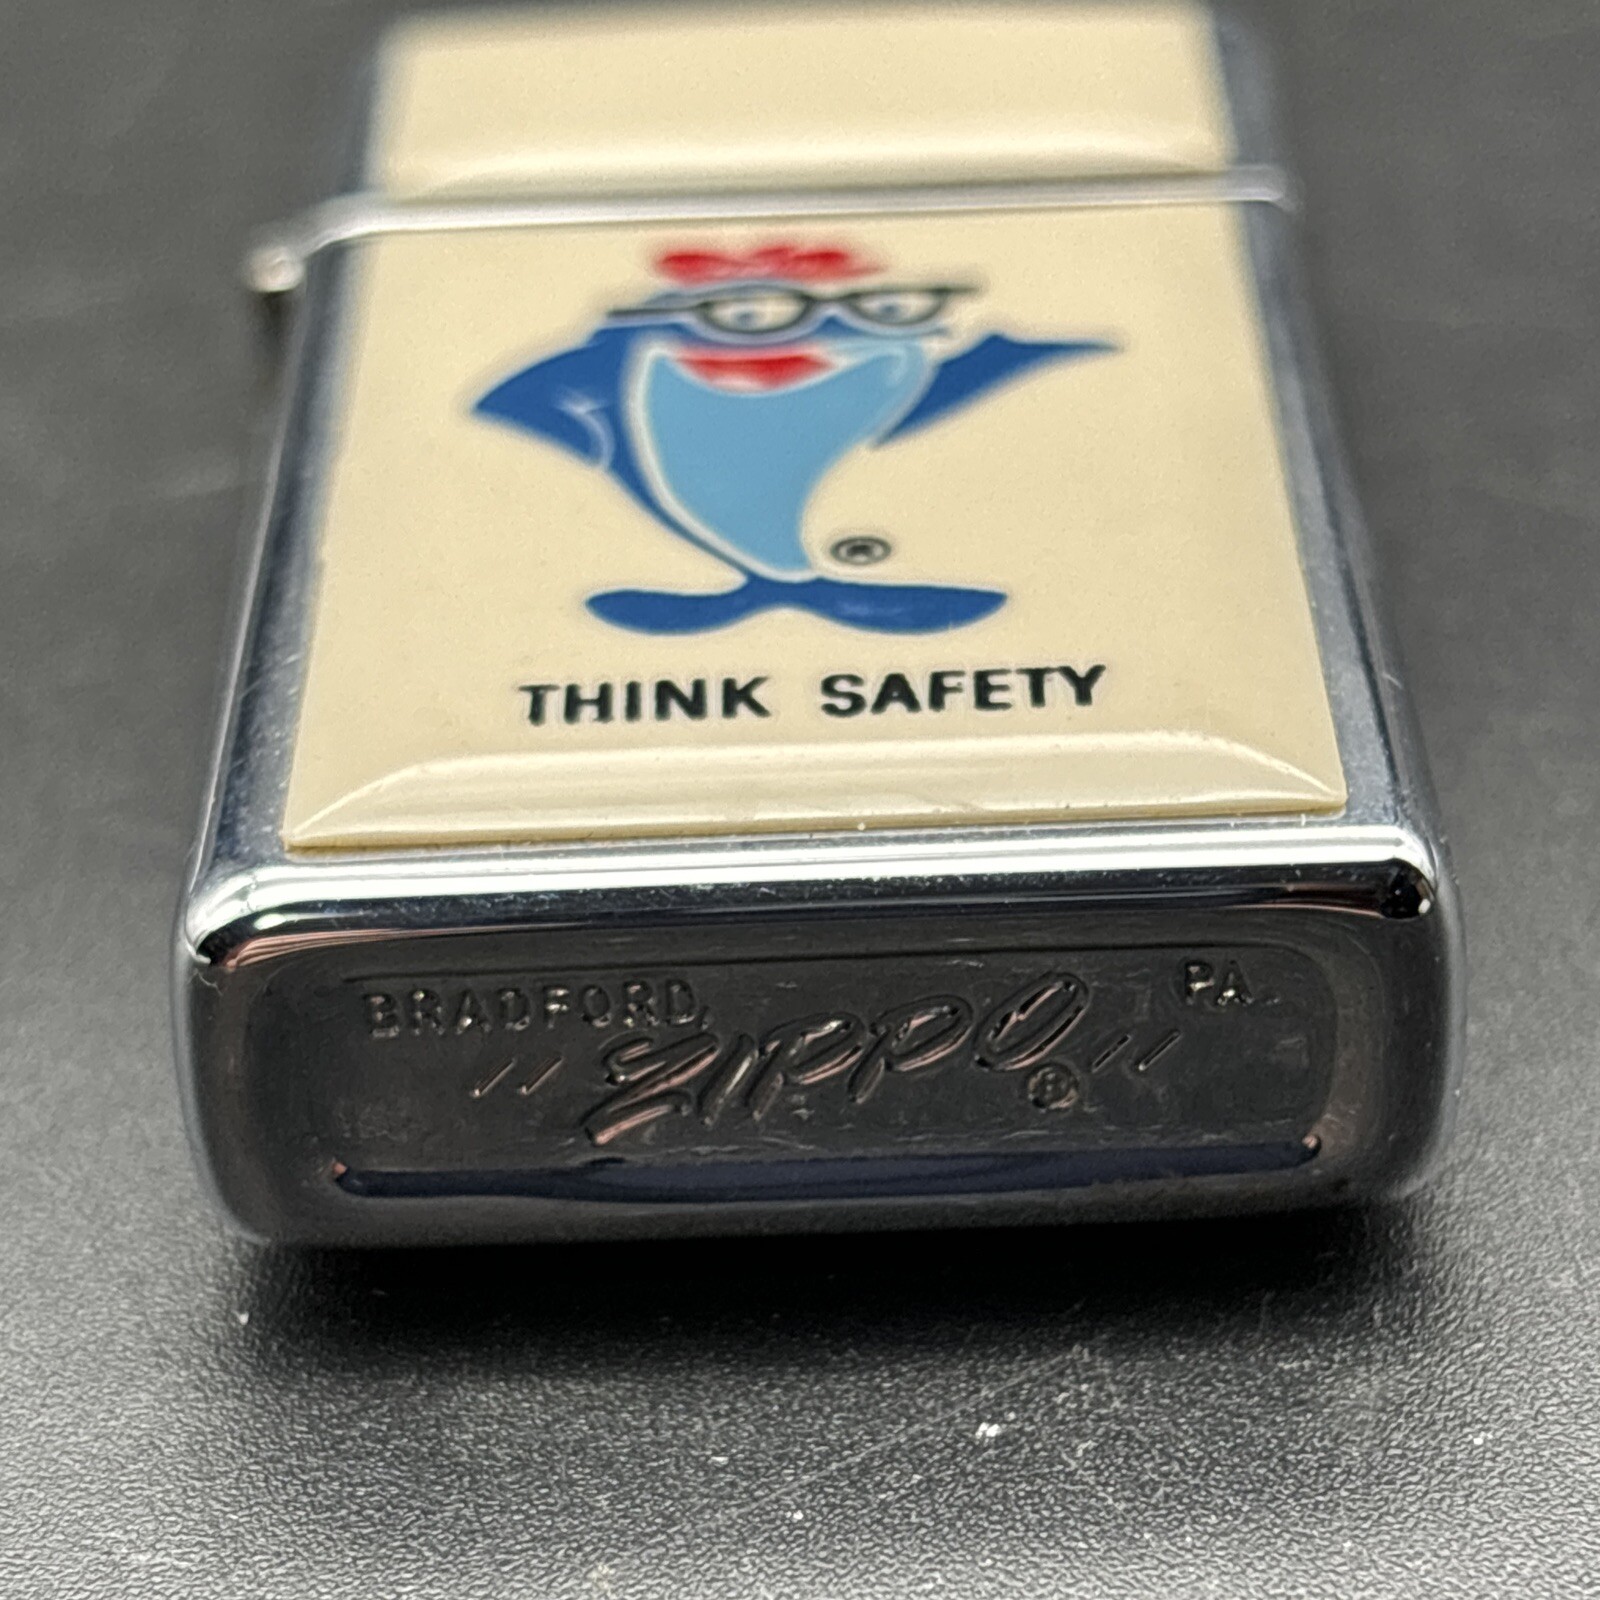 ®
THINK SAFETY
BRADFORD, PA.
// ZIPPO ® //